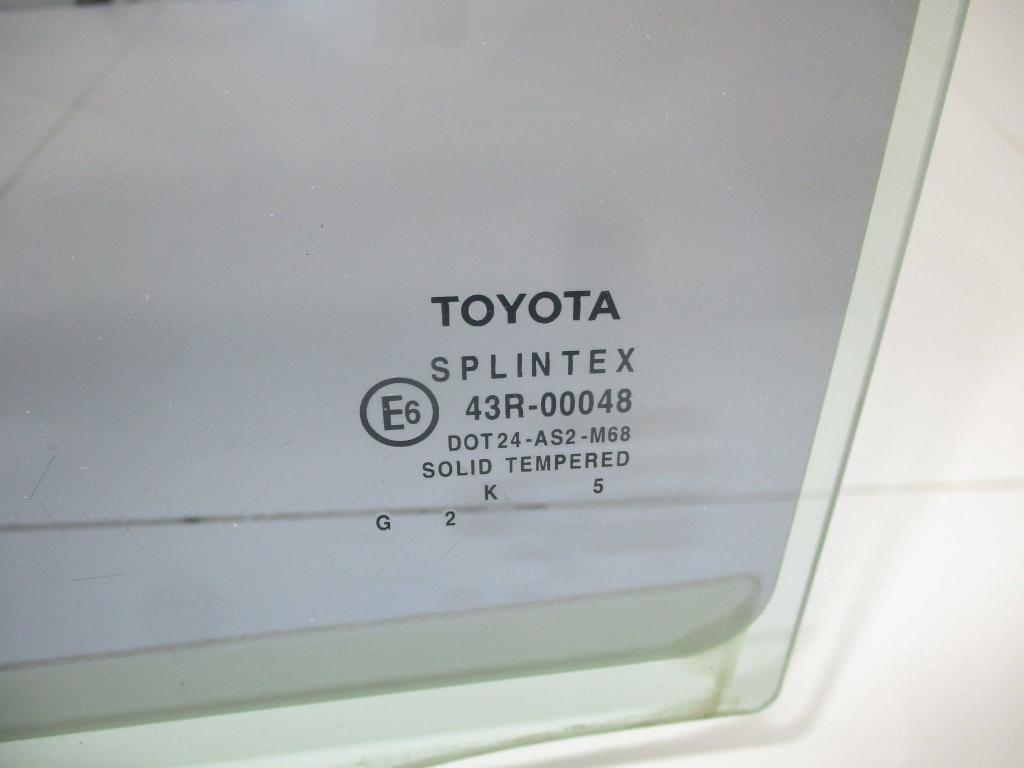 TOYOTA
SPLINTEX
E6 43R-00048
DOT24-AS2-M68
SOLID TEMPERED
K 5
G 2